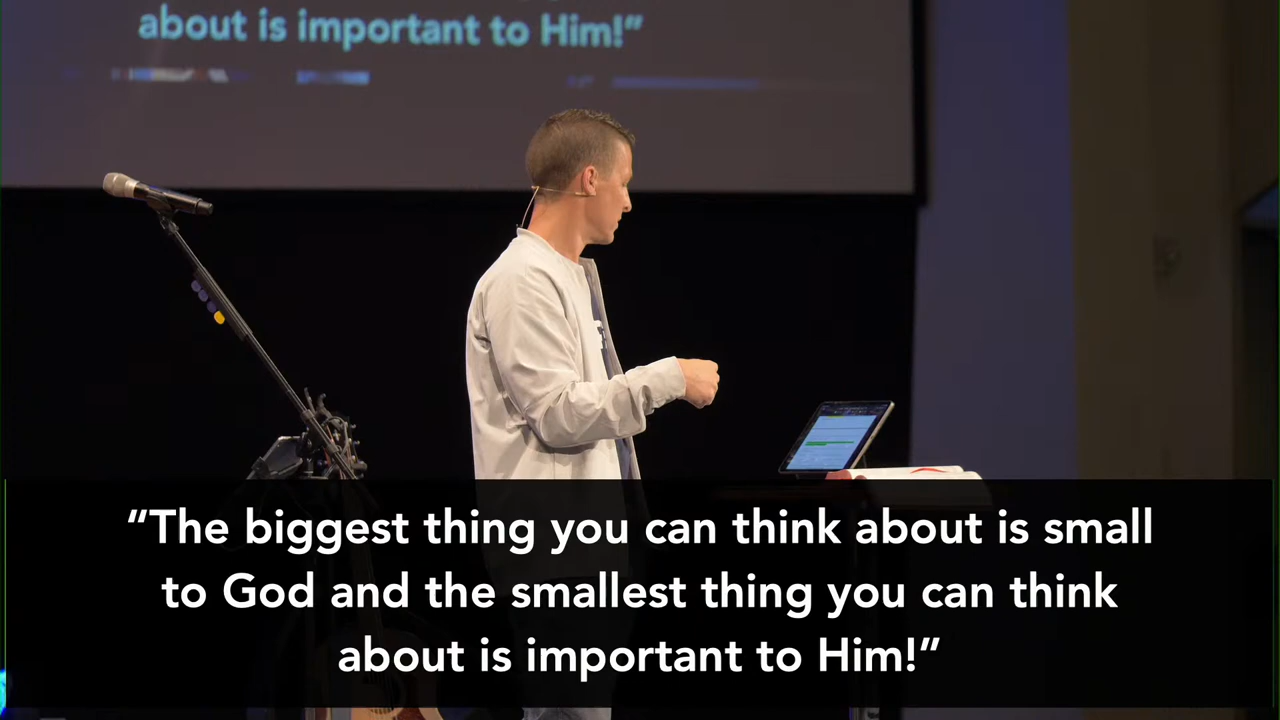 about is important to Him!”
“The biggest thing you can think about is small
to God and the smallest thing you can think
about is important to Him!”